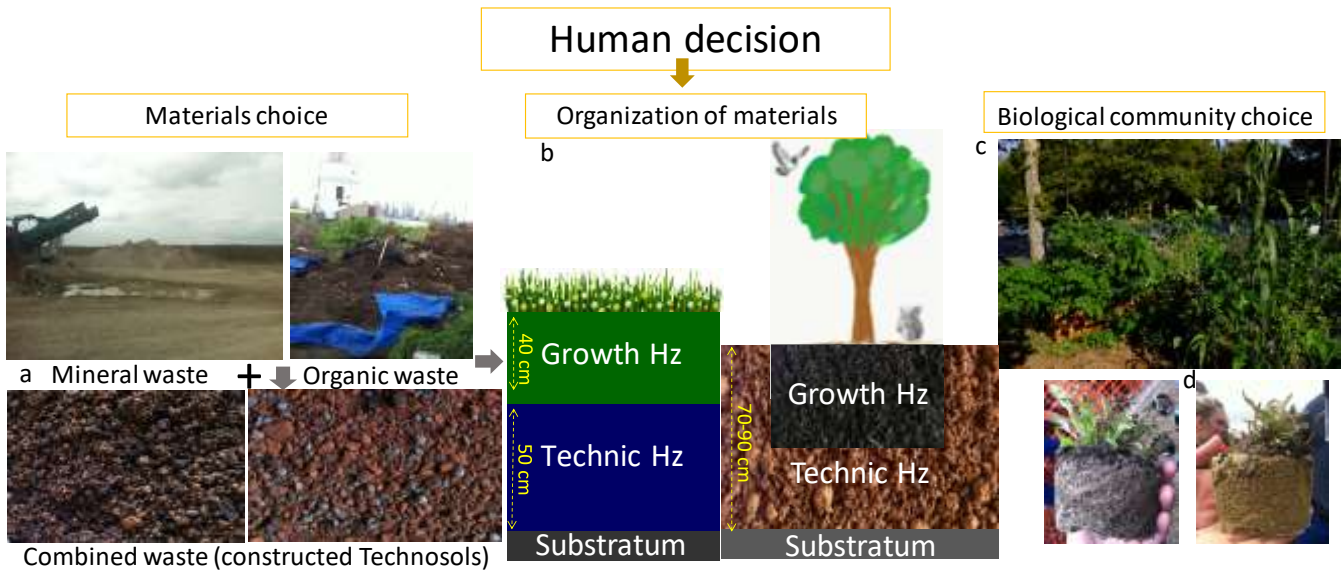 Human decision
Materials choice
Organization of materials
Biological community choice
b
c
a
Mineral waste + Organic waste
40 cm
Growth Hz
50 cm
Technic Hz
Substratum
70-90 cm
Growth Hz
Technic Hz
Substratum
d
Combined waste (constructed Technosols)